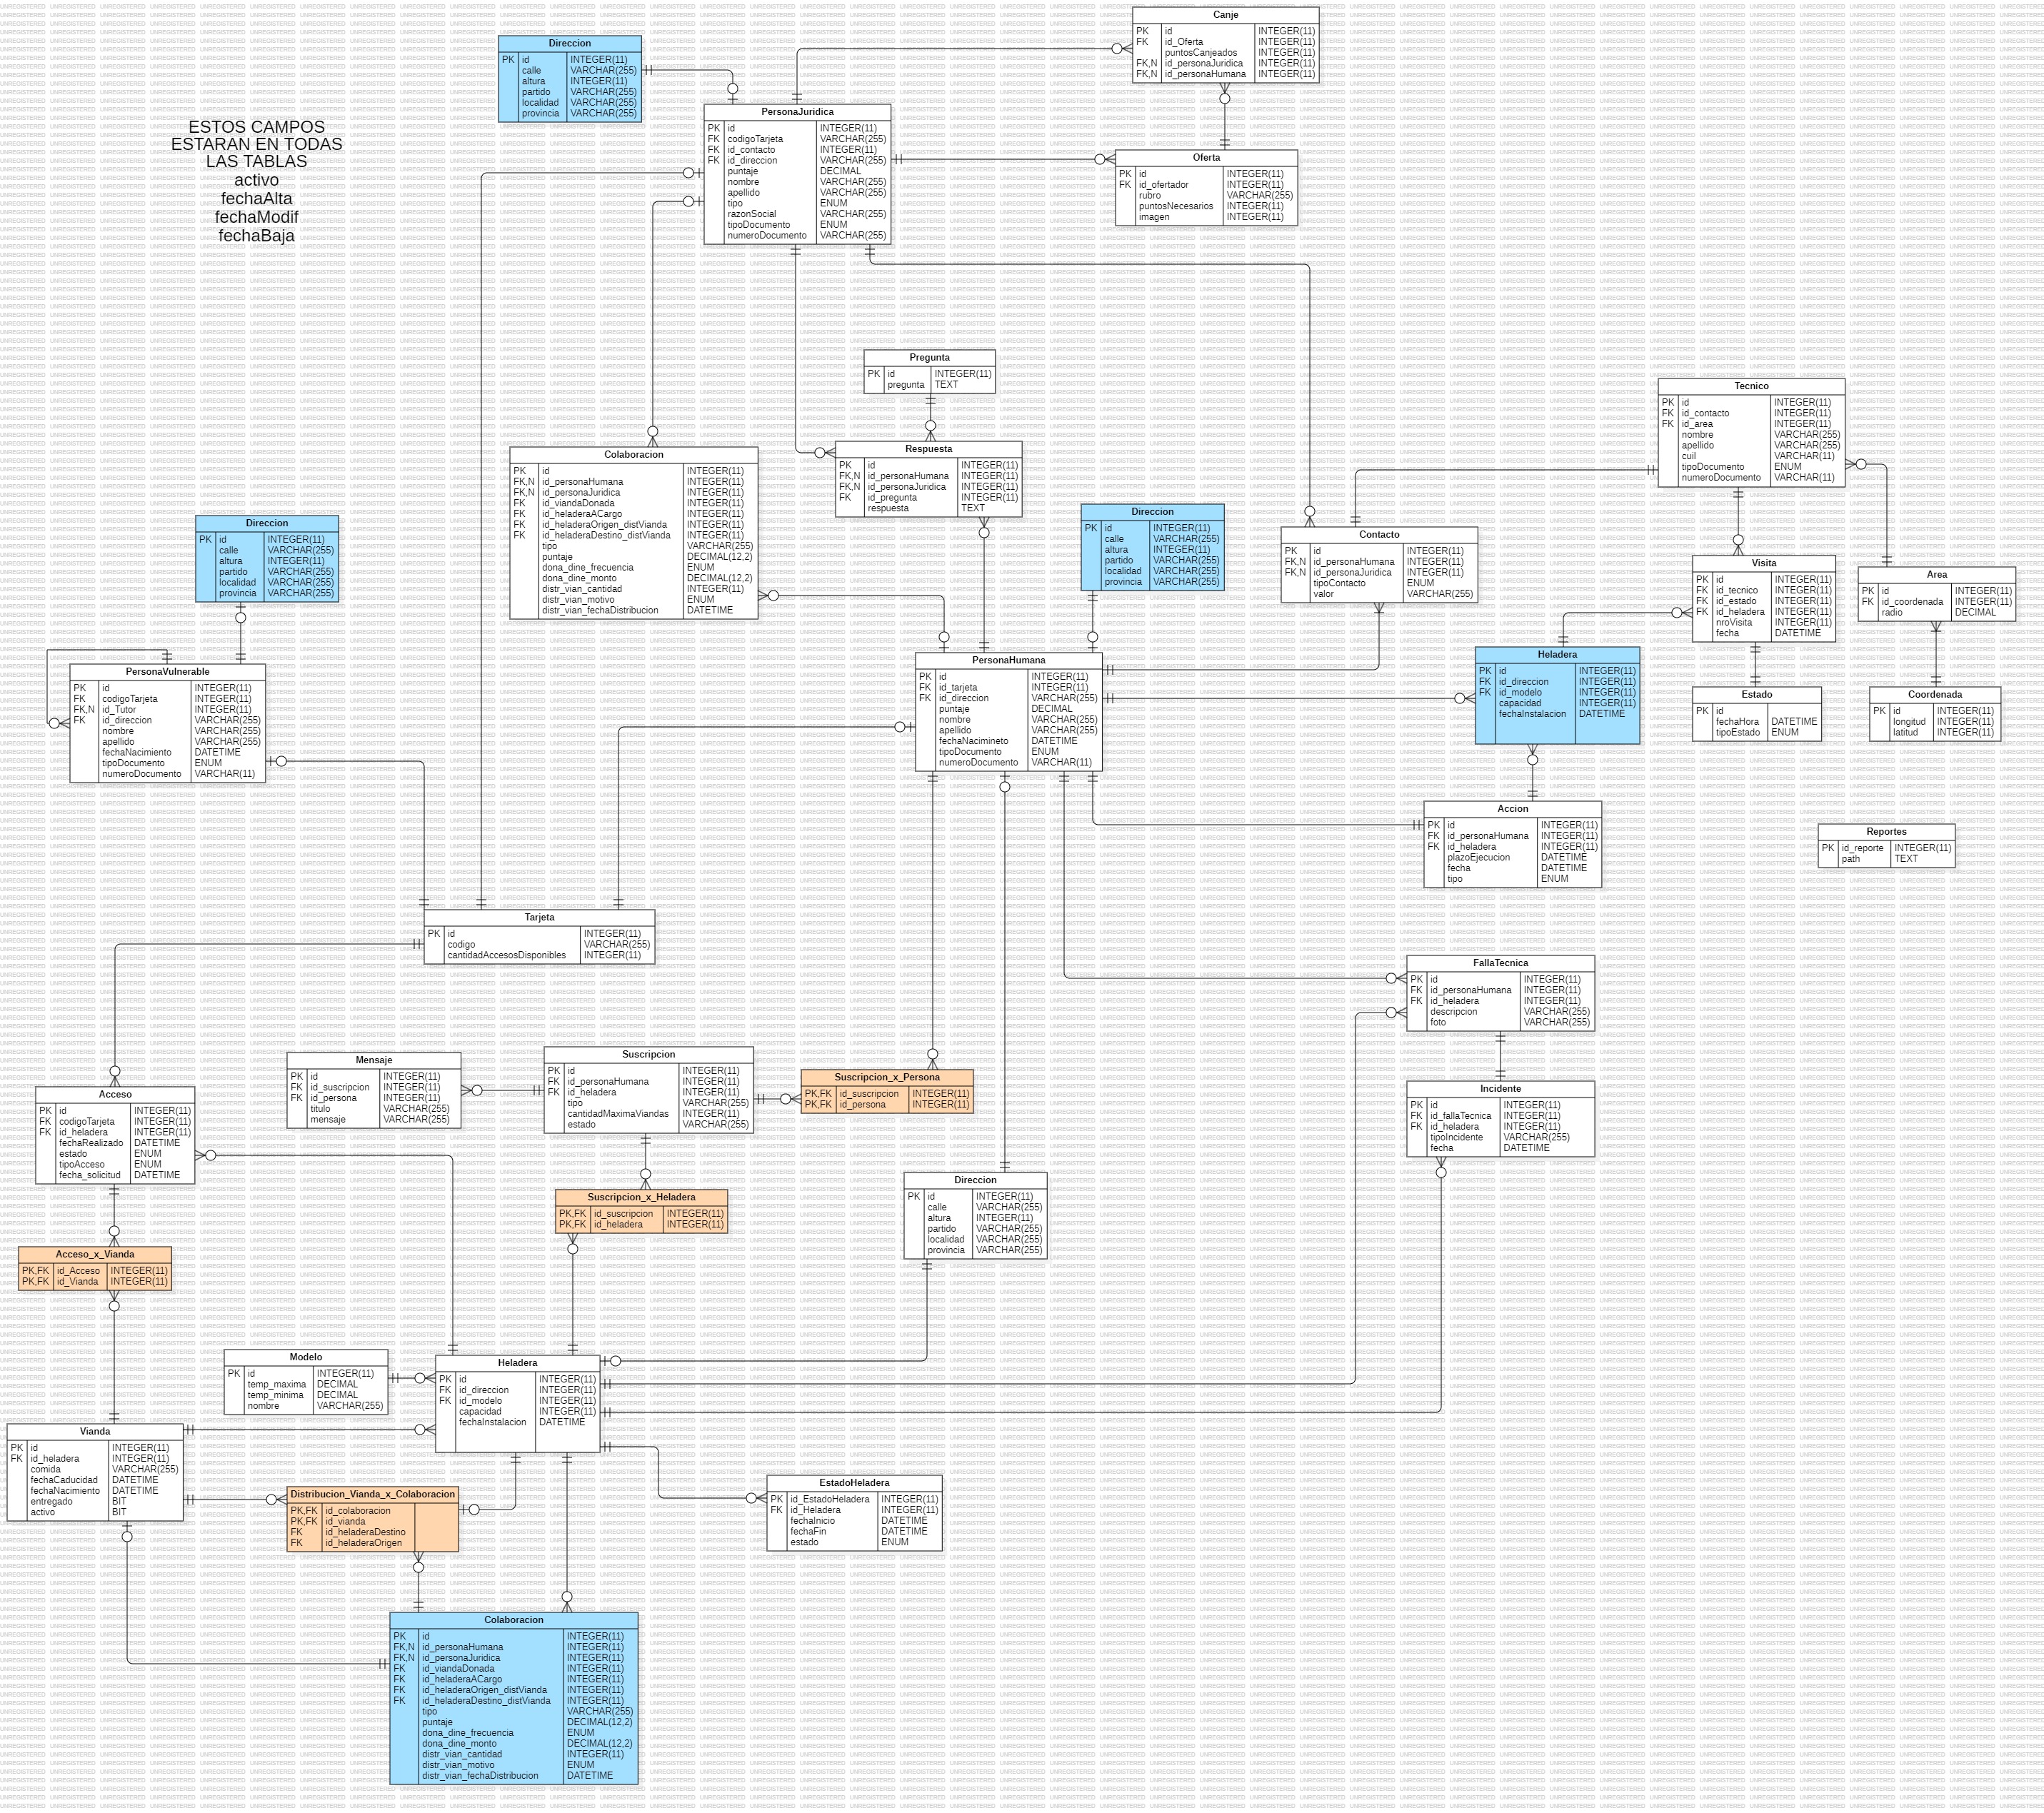 Canje
PK id INTEGER(11)
FK id_Oferta INTEGER(11)
puntosCanjeados INTEGER(11)
FK,N id_personaJuridica INTEGER(11)
FK,N id_personaHumana INTEGER(11)
Direccion
PK id INTEGER(11)
calle VARCHAR(255)
altura INTEGER(11)
partido VARCHAR(255)
localidad VARCHAR(255)
provincia VARCHAR(255)
ESTOS CAMPOS
ESTARAN EN TODAS
LAS TABLAS
activo
fechaAlta
fechaModif
fechaBaja
PersonaJuridica
PK id INTEGER(11)
FK codigoTarjeta VARCHAR(255)
FK id_contacto INTEGER(11)
FK id_direccion VARCHAR(255)
puntaje DECIMAL
nombre VARCHAR(255)
apellido VARCHAR(255)
tipo ENUM
razonSocial VARCHAR(255)
tipoDocumento ENUM
numeroDocumento VARCHAR(255)
Oferta
PK id INTEGER(11)
FK id_ofertador INTEGER(11)
rubro VARCHAR(255)
puntosNecesarios INTEGER(11)
imagen INTEGER(11)
Pregunta
PK id INTEGER(11)
pregunta TEXT
Tecnico
PK id INTEGER(11)
FK id_contacto INTEGER(11)
FK id_area INTEGER(11)
nombre VARCHAR(255)
apellido VARCHAR(255)
cuil VARCHAR(11)
tipoDocumento ENUM
numeroDocumento VARCHAR(11)
Colaboracion
PK id INTEGER(11)
FK,N id_personaHumana INTEGER(11)
FK,N id_personaJuridica INTEGER(11)
FK id_viandaDonada INTEGER(11)
FK id_heladeraACargo INTEGER(11)
FK id_heladeraOrigen_distVianda INTEGER(11)
FK id_heladeraDestino_distVianda INTEGER(11)
tipo VARCHAR(255)
puntaje DECIMAL(12,2)
dona_dine_frecuencia ENUM
dona_dine_monto DECIMAL(12,2)
distr_vian_cantidad INTEGER(11)
distr_vian_motivo ENUM
distr_vian_fechaDistribucion DATETIME
Respuesta
PK id INTEGER(11)
FK,N id_personaHumana INTEGER(11)
FK,N id_personaJuridica INTEGER(11)
FK id_pregunta INTEGER(11)
respuesta TEXT
Direccion
PK id INTEGER(11)
calle VARCHAR(255)
altura INTEGER(11)
partido VARCHAR(255)
localidad VARCHAR(255)
provincia VARCHAR(255)
Direccion
PK id INTEGER(11)
calle VARCHAR(255)
altura INTEGER(11)
partido VARCHAR(255)
localidad VARCHAR(255)
provincia VARCHAR(255)
Contacto
PK id INTEGER(11)
FK,N id_personaHumana INTEGER(11)
FK,N id_personaJuridica INTEGER(11)
tipoContacto ENUM
valor VARCHAR(255)
Visita
PK id INTEGER(11)
FK id_tecnico INTEGER(11)
FK id_estado INTEGER(11)
FK id_heladera INTEGER(11)
nroVisita INTEGER(11)
fecha DATETIME
Area
PK id INTEGER(11)
FK id_coordenada INTEGER(11)
radio DECIMAL
PersonaVulnerable
PK id INTEGER(11)
FK codigoTarjeta INTEGER(11)
FK,N id_Tutor INTEGER(11)
FK id_direccion VARCHAR(255)
nombre VARCHAR(255)
apellido VARCHAR(255)
fechaNacimiento DATETIME
tipoDocumento ENUM
numeroDocumento VARCHAR(11)
PersonaHumana
PK id INTEGER(11)
FK id_tarjeta INTEGER(11)
FK id_direccion VARCHAR(255)
puntaje DECIMAL
nombre VARCHAR(255)
apellido VARCHAR(255)
fechaNacimineto DATETIME
tipoDocumento ENUM
numeroDocumento VARCHAR(11)
Heladera
PK id INTEGER(11)
FK id_direccion INTEGER(11)
FK id_modelo INTEGER(11)
capacidad INTEGER(11)
fechaInstalacion DATETIME
Estado
PK id
fechaHora DATETIME
tipoEstado ENUM
Coordenada
PK id INTEGER(11)
longitud INTEGER(11)
latitud INTEGER(11)
Accion
PK id INTEGER(11)
FK id_personaHumana INTEGER(11)
FK id_heladera INTEGER(11)
plazoEjecucion DATETIME
fecha DATETIME
tipo ENUM
Reportes
PK id_reporte INTEGER(11)
path TEXT
Tarjeta
PK id INTEGER(11)
codigo VARCHAR(255)
cantidadAccesosDisponibles INTEGER(11)
FallaTecnica
PK id INTEGER(11)
FK id_personaHumana INTEGER(11)
FK id_heladera INTEGER(11)
descripcion VARCHAR(255)
foto VARCHAR(255)
Mensaje
PK id INTEGER(11)
FK id_suscripcion INTEGER(11)
FK id_persona INTEGER(11)
titulo VARCHAR(255)
mensaje VARCHAR(255)
Suscripcion
PK id INTEGER(11)
FK id_personaHumana INTEGER(11)
FK id_heladera INTEGER(11)
tipo VARCHAR(255)
cantidadMaximaViandas INTEGER(11)
estado VARCHAR(255)
Suscripcion_x_Persona
PK,FK id_suscripcion INTEGER(11)
PK,FK id_persona INTEGER(11)
Acceso
PK id INTEGER(11)
FK codigoTarjeta INTEGER(11)
FK id_heladera INTEGER(11)
fechaRealizado DATETIME
estado ENUM
tipoAcceso ENUM
fecha_solicitud DATETIME
Incidente
PK id INTEGER(11)
FK id_fallaTecnica INTEGER(11)
FK id_heladera INTEGER(11)
tipoIncidente VARCHAR(255)
fecha DATETIME
Suscripcion_x_Heladera
PK,FK id_suscripcion INTEGER(11)
PK,FK id_heladera INTEGER(11)
Direccion
PK id INTEGER(11)
calle VARCHAR(255)
altura INTEGER(11)
partido VARCHAR(255)
localidad VARCHAR(255)
provincia VARCHAR(255)
Acceso_x_Vianda
PK,FK id_Acceso INTEGER(11)
PK,FK id_Vianda INTEGER(11)
Modelo
PK id INTEGER(11)
temp_maxima DECIMAL
temp_minima DECIMAL
nombre VARCHAR(255)
Heladera
PK id INTEGER(11)
FK id_direccion INTEGER(11)
FK id_modelo INTEGER(11)
capacidad INTEGER(11)
fechaInstalacion DATETIME
Vianda
PK id INTEGER(11)
FK id_heladera INTEGER(11)
comida VARCHAR(255)
fechaCaducidad DATETIME
fechaNacimiento DATETIME
entregado BIT
activo BIT
Distribucion_Vianda_x_Colaboracion
PK,FK id_colaboracion
PK,FK id_vianda
FK id_heladeraDestino
FK id_heladeraOrigen
EstadoHeladera
PK id_EstadoHeladera INTEGER(11)
FK id_Heladera INTEGER(11)
fechaInicio DATETIME
fechaFin DATETIME
estado ENUM
Colaboracion
PK id INTEGER(11)
FK,N id_personaHumana INTEGER(11)
FK,N id_personaJuridica INTEGER(11)
FK id_viandaDonada INTEGER(11)
FK id_heladeraACargo INTEGER(11)
FK id_heladeraOrigen_distVianda INTEGER(11)
FK id_heladeraDestino_distVianda INTEGER(11)
tipo VARCHAR(255)
puntaje DECIMAL(12,2)
dona_dine_frecuencia ENUM
dona_dine_monto DECIMAL(12,2)
distr_vian_cantidad INTEGER(11)
distr_vian_motivo ENUM
distr_vian_fechaDistribucion DATETIME
UNREGISTERED